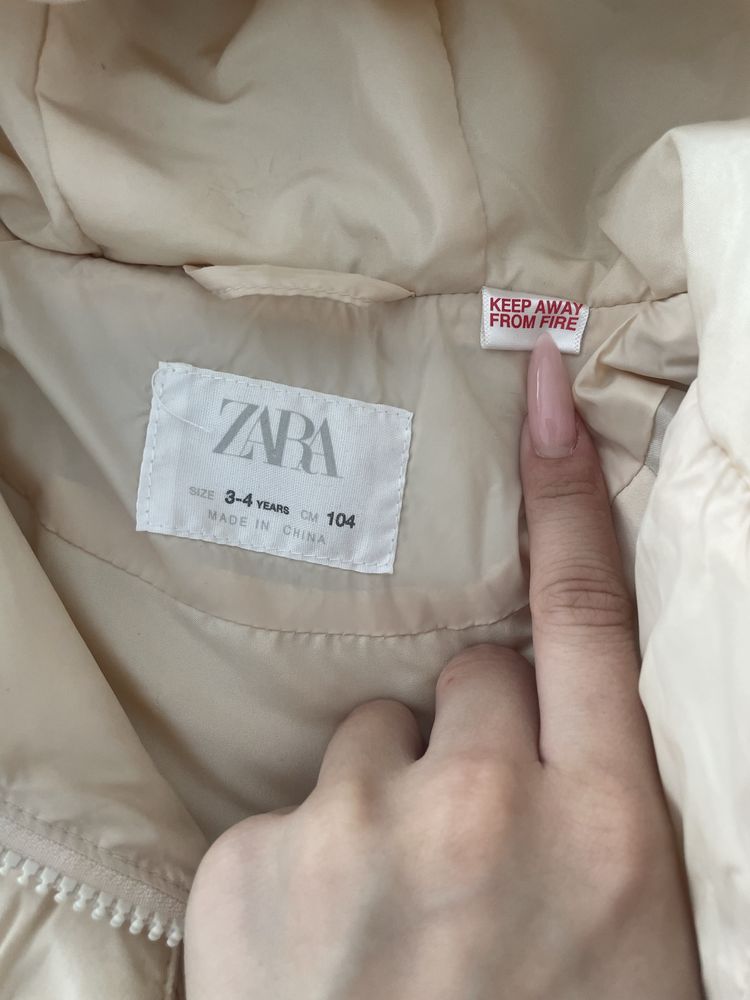 KEEP AWAY
FROM FIRE
ZARA
SIZE 3-4 YEARS CM 104
MADE IN CHINA